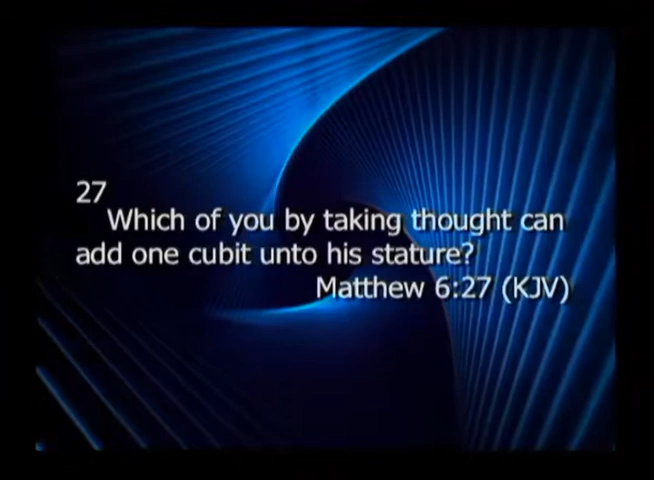 27
Which of you by taking thought can
add one cubit unto his stature?
Matthew 6:27 (KJV)